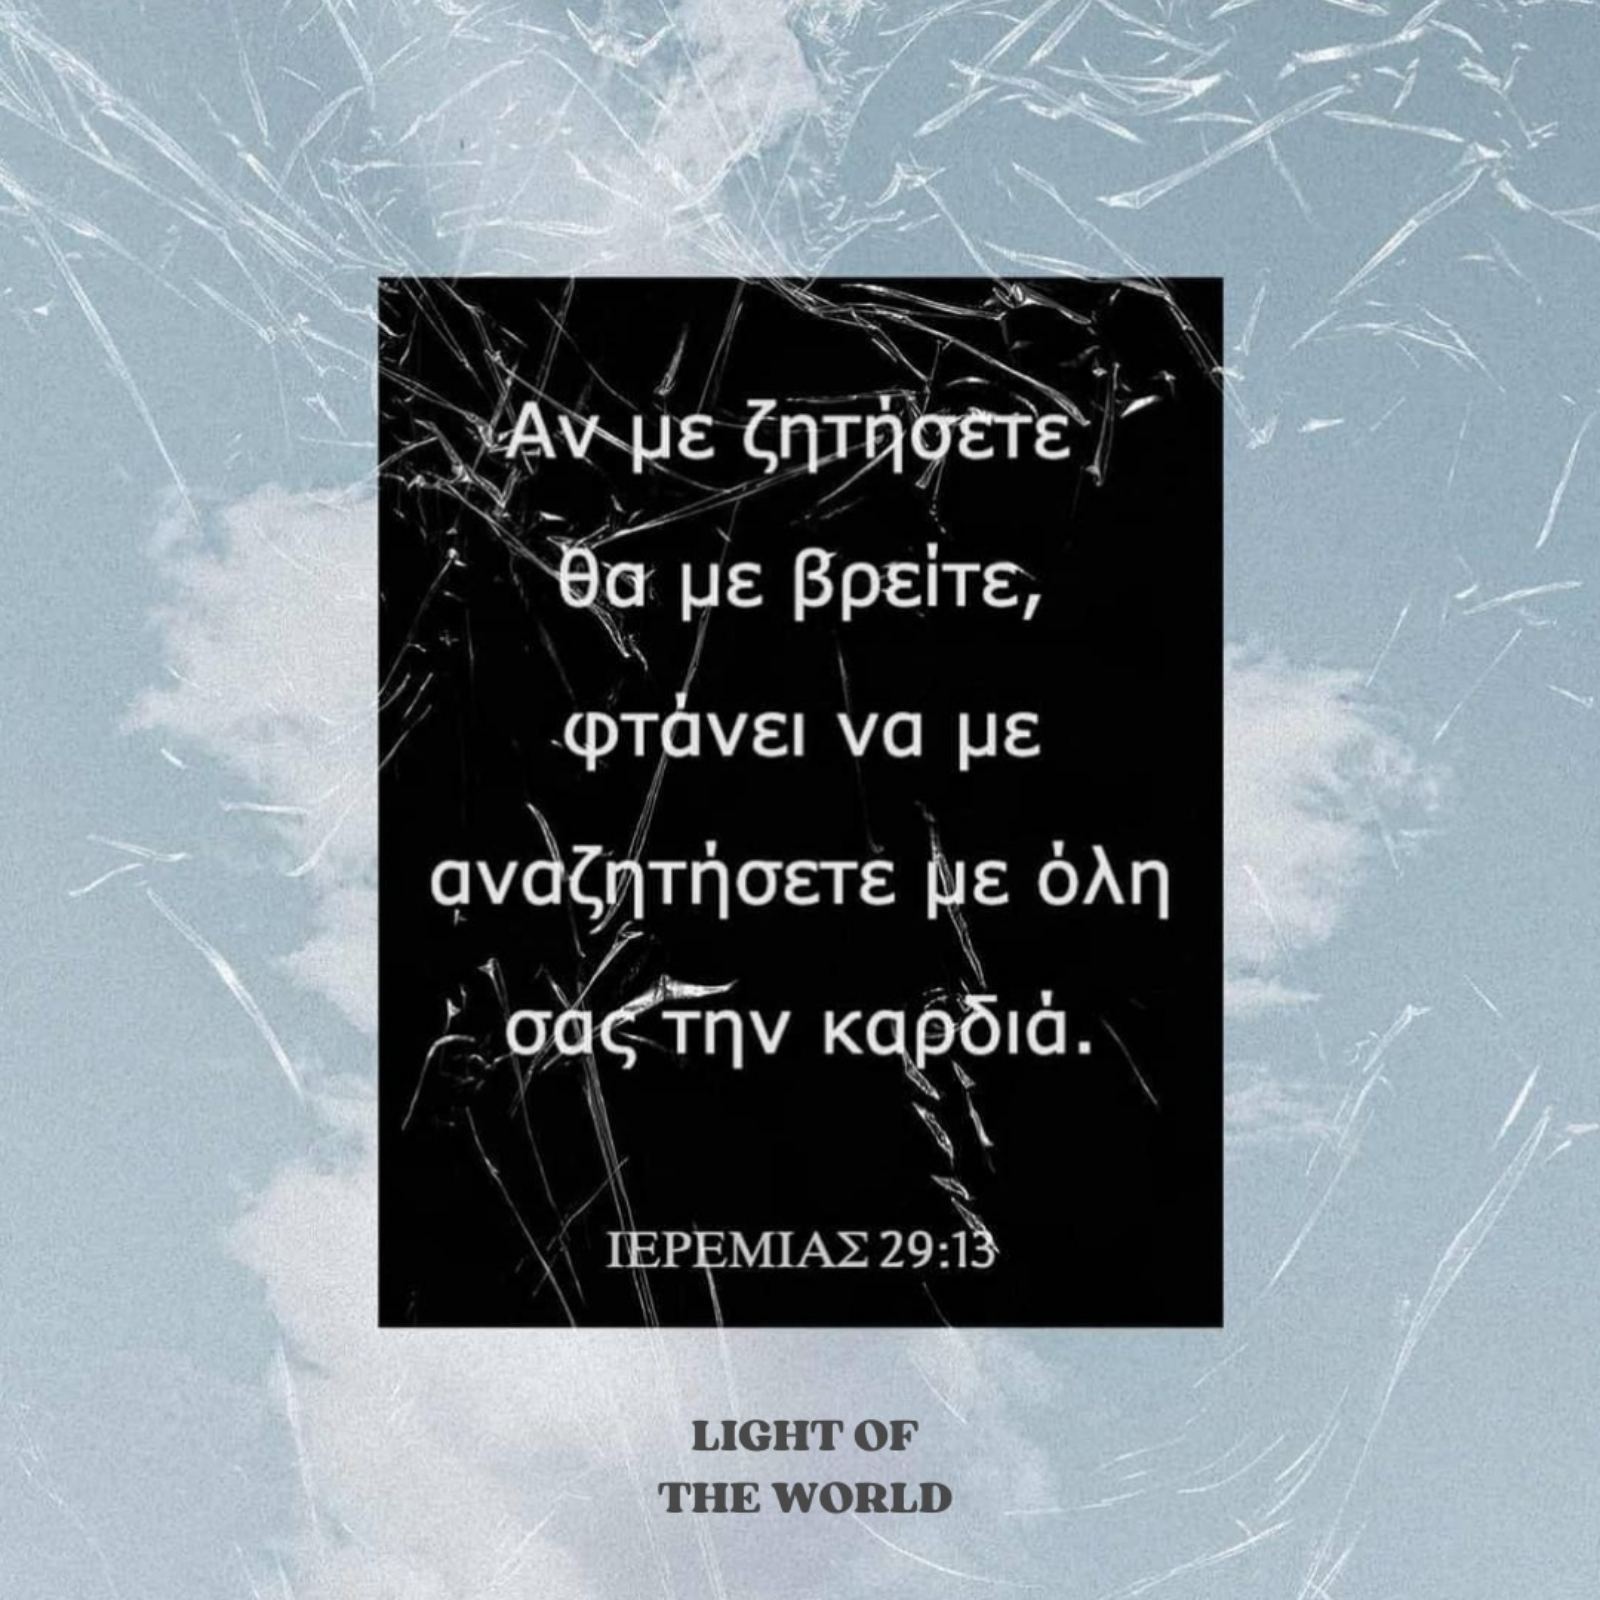 Αν με ζητήσετε
θα με βρείτε,
φτάνει να με
αναζητήσετε με όλη
σας την καρδιά.
ΙΕΡΕΜΙΑΣ 29:13
LIGHT OF
THE WORLD